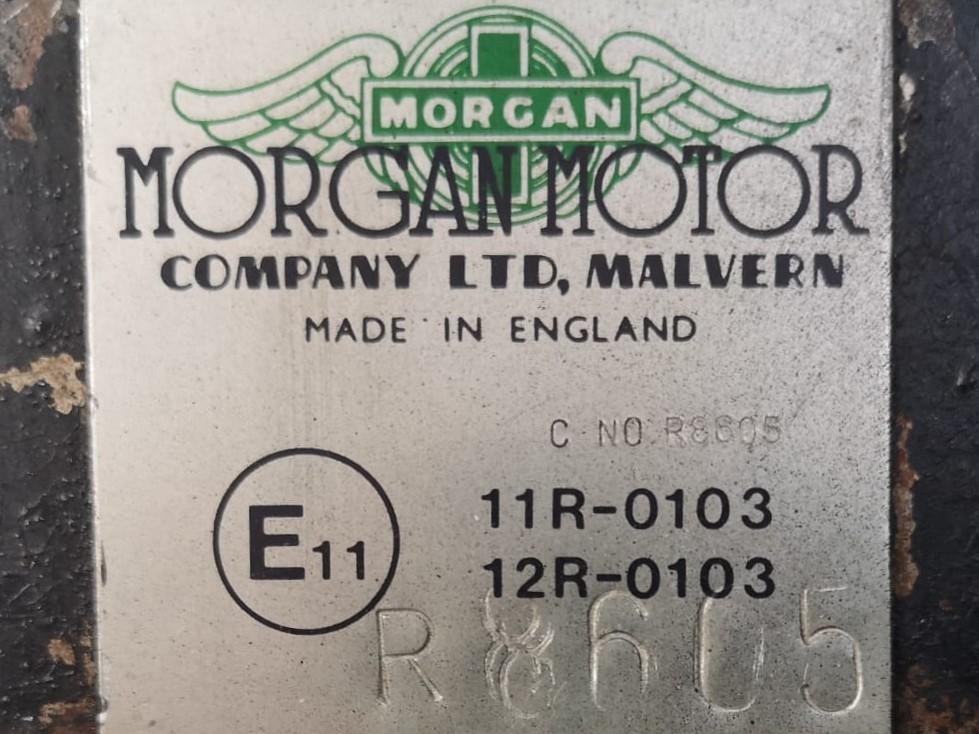 MORGAN
MORGAN MOTOR
COMPANY LTD, MALVERN
MADE IN ENGLAND
C NO R8605
E11
11R-0103
12R-0103
R8605